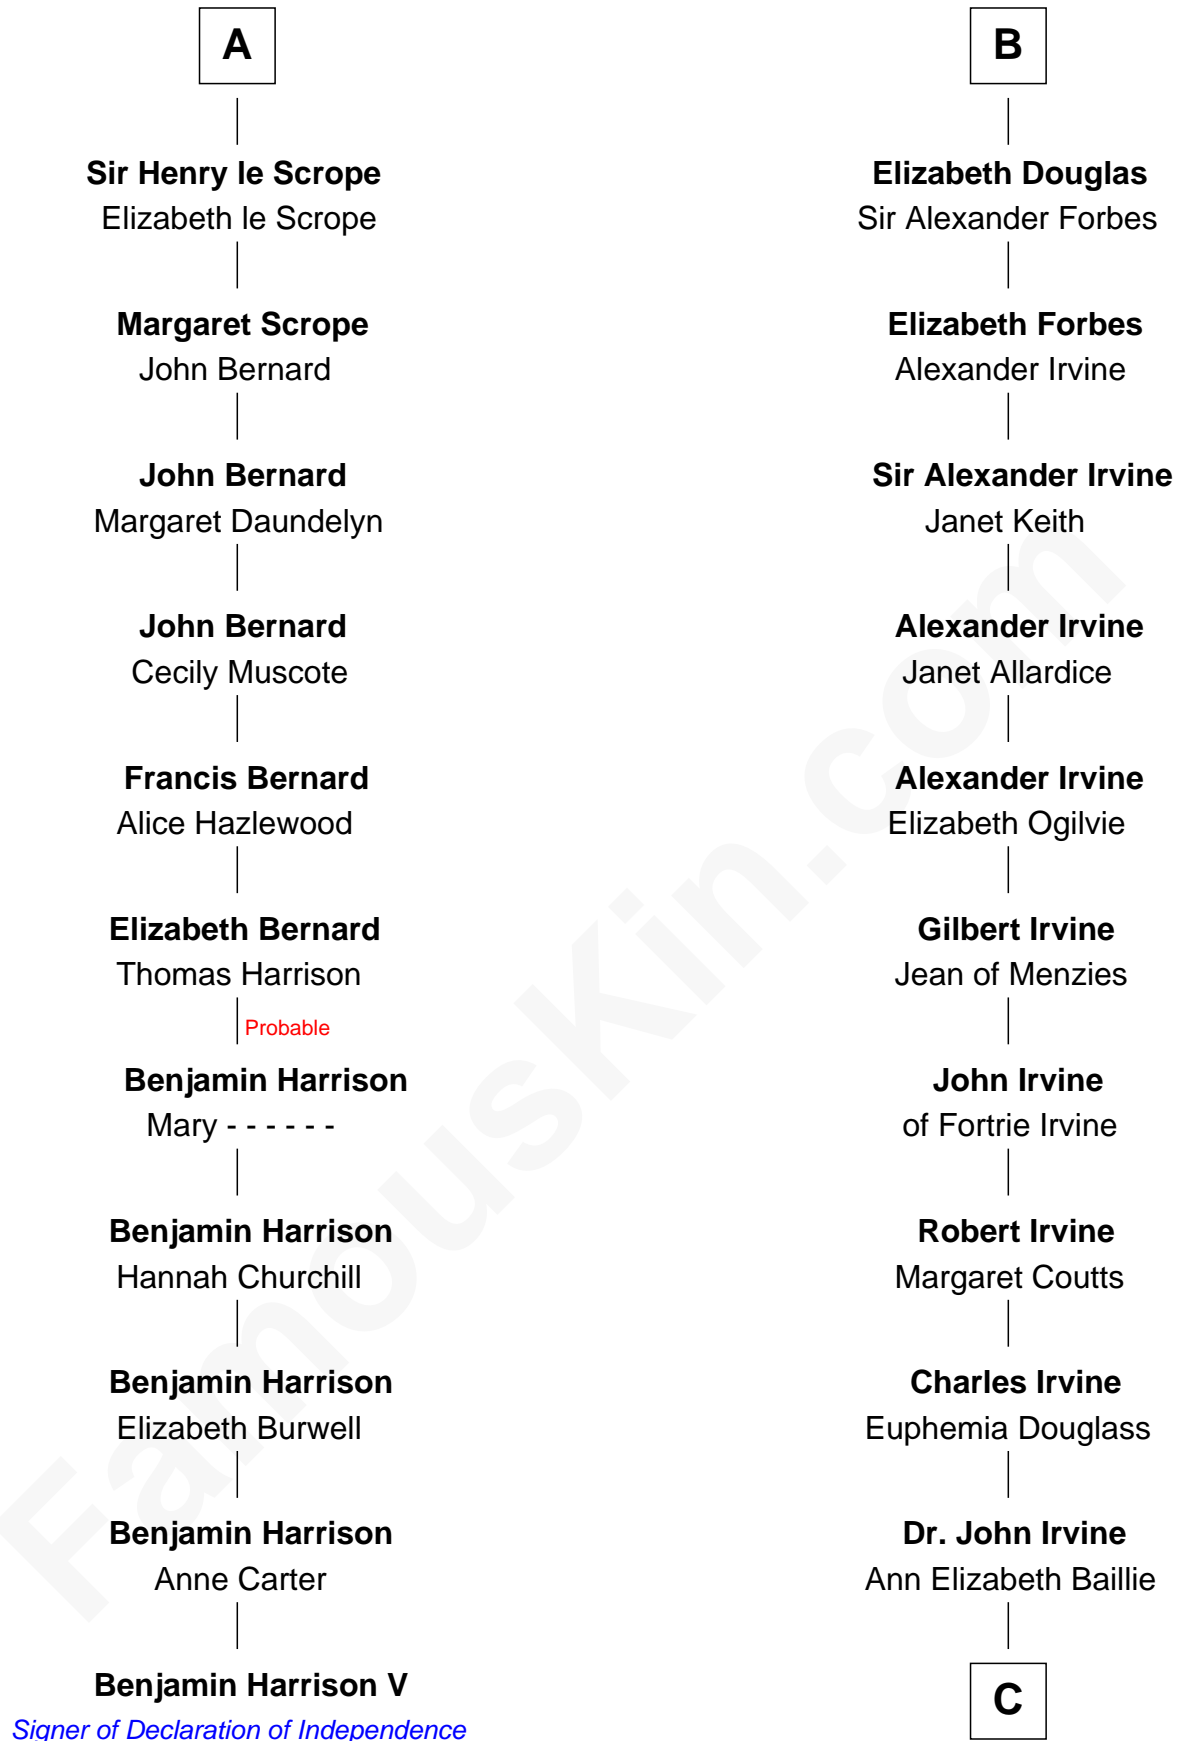 A
Sir Henry le Scrope
Elizabeth le Scrope
Margaret Scrope
John Bernard
John Bernard
Margaret Daundelyn
John Bernard
Cecily Muscote
Francis Bernard
Alice Hazlewood
Elizabeth Bernard
Thomas Harrison
Probable
Benjamin Harrison
Mary - - - - - -
Benjamin Harrison
Hannah Churchill
Benjamin Harrison
Elizabeth Burwell
Benjamin Harrison
Anne Carter
Benjamin Harrison V
Signer of Declaration of Independence
B
Elizabeth Douglas
Sir Alexander Forbes
Elizabeth Forbes
Alexander Irvine
Sir Alexander Irvine
Janet Keith
Alexander Irvine
Janet Allardice
Alexander Irvine
Elizabeth Ogilvie
Gilbert Irvine
Jean of Menzies
John Irvine
of Fortrie Irvine
Robert Irvine
Margaret Coutts
Charles Irvine
Euphemia Douglass
Dr. John Irvine
Ann Elizabeth Baillie
C
FamousKin.com